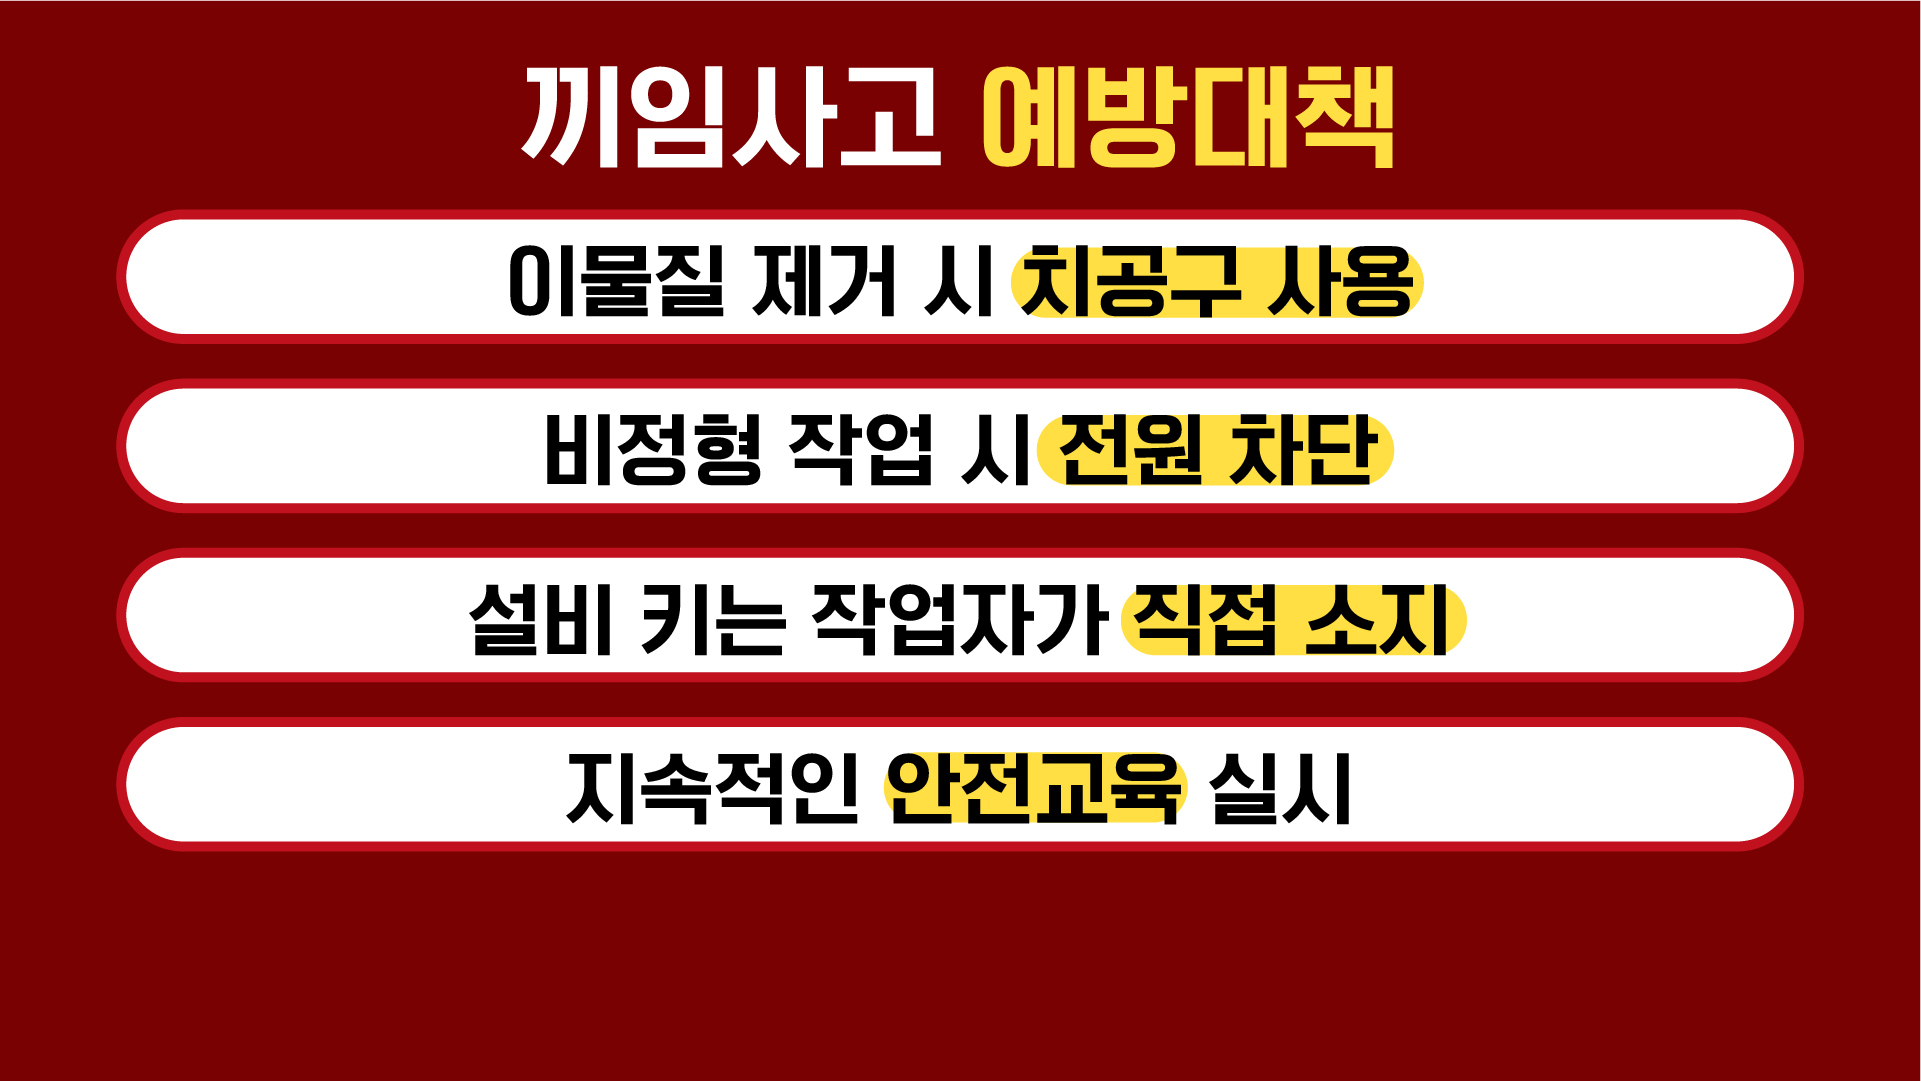 끼임사고 예방대책
이물질 제거 시 치공구 사용
비정형 작업 시 전원 차단
설비 키는 작업자가 직접 소지
지속적인 안전교육 실시